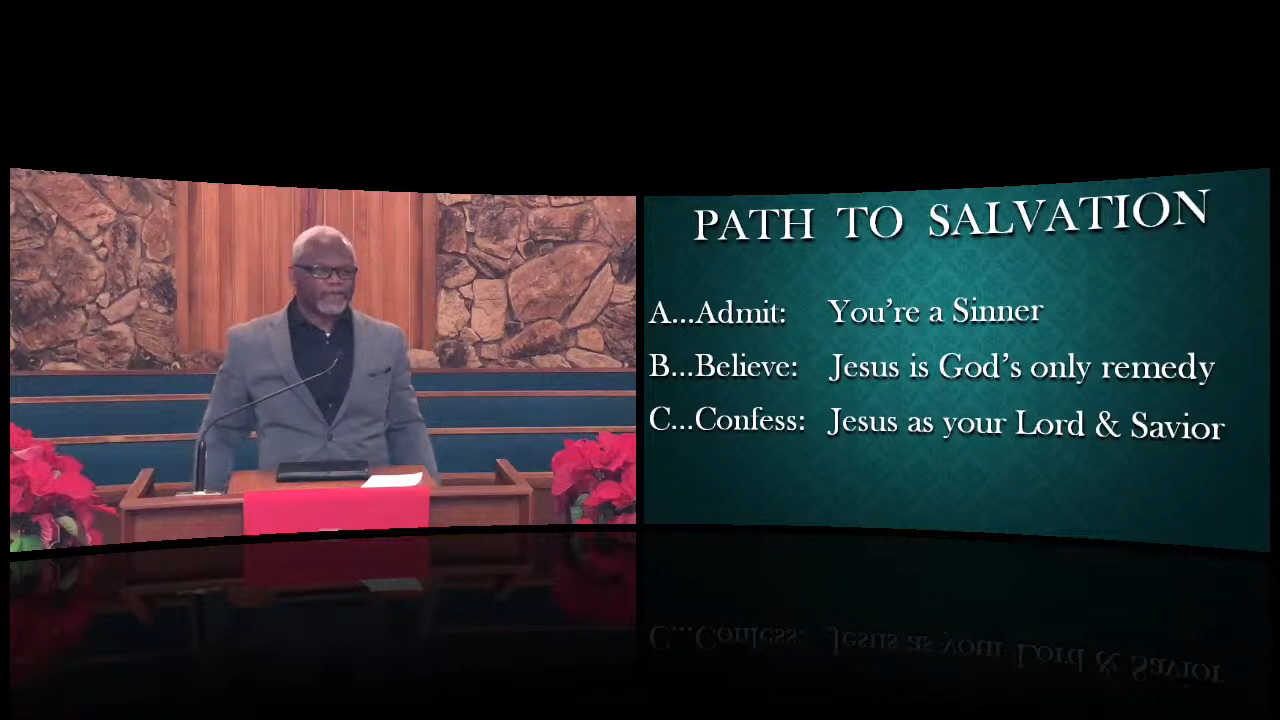 PATH TO SALVATION
A...Admit: You're a Sinner
B...Believe: Jesus is God's only remedy
C...Confess: Jesus as your Lord & Savior